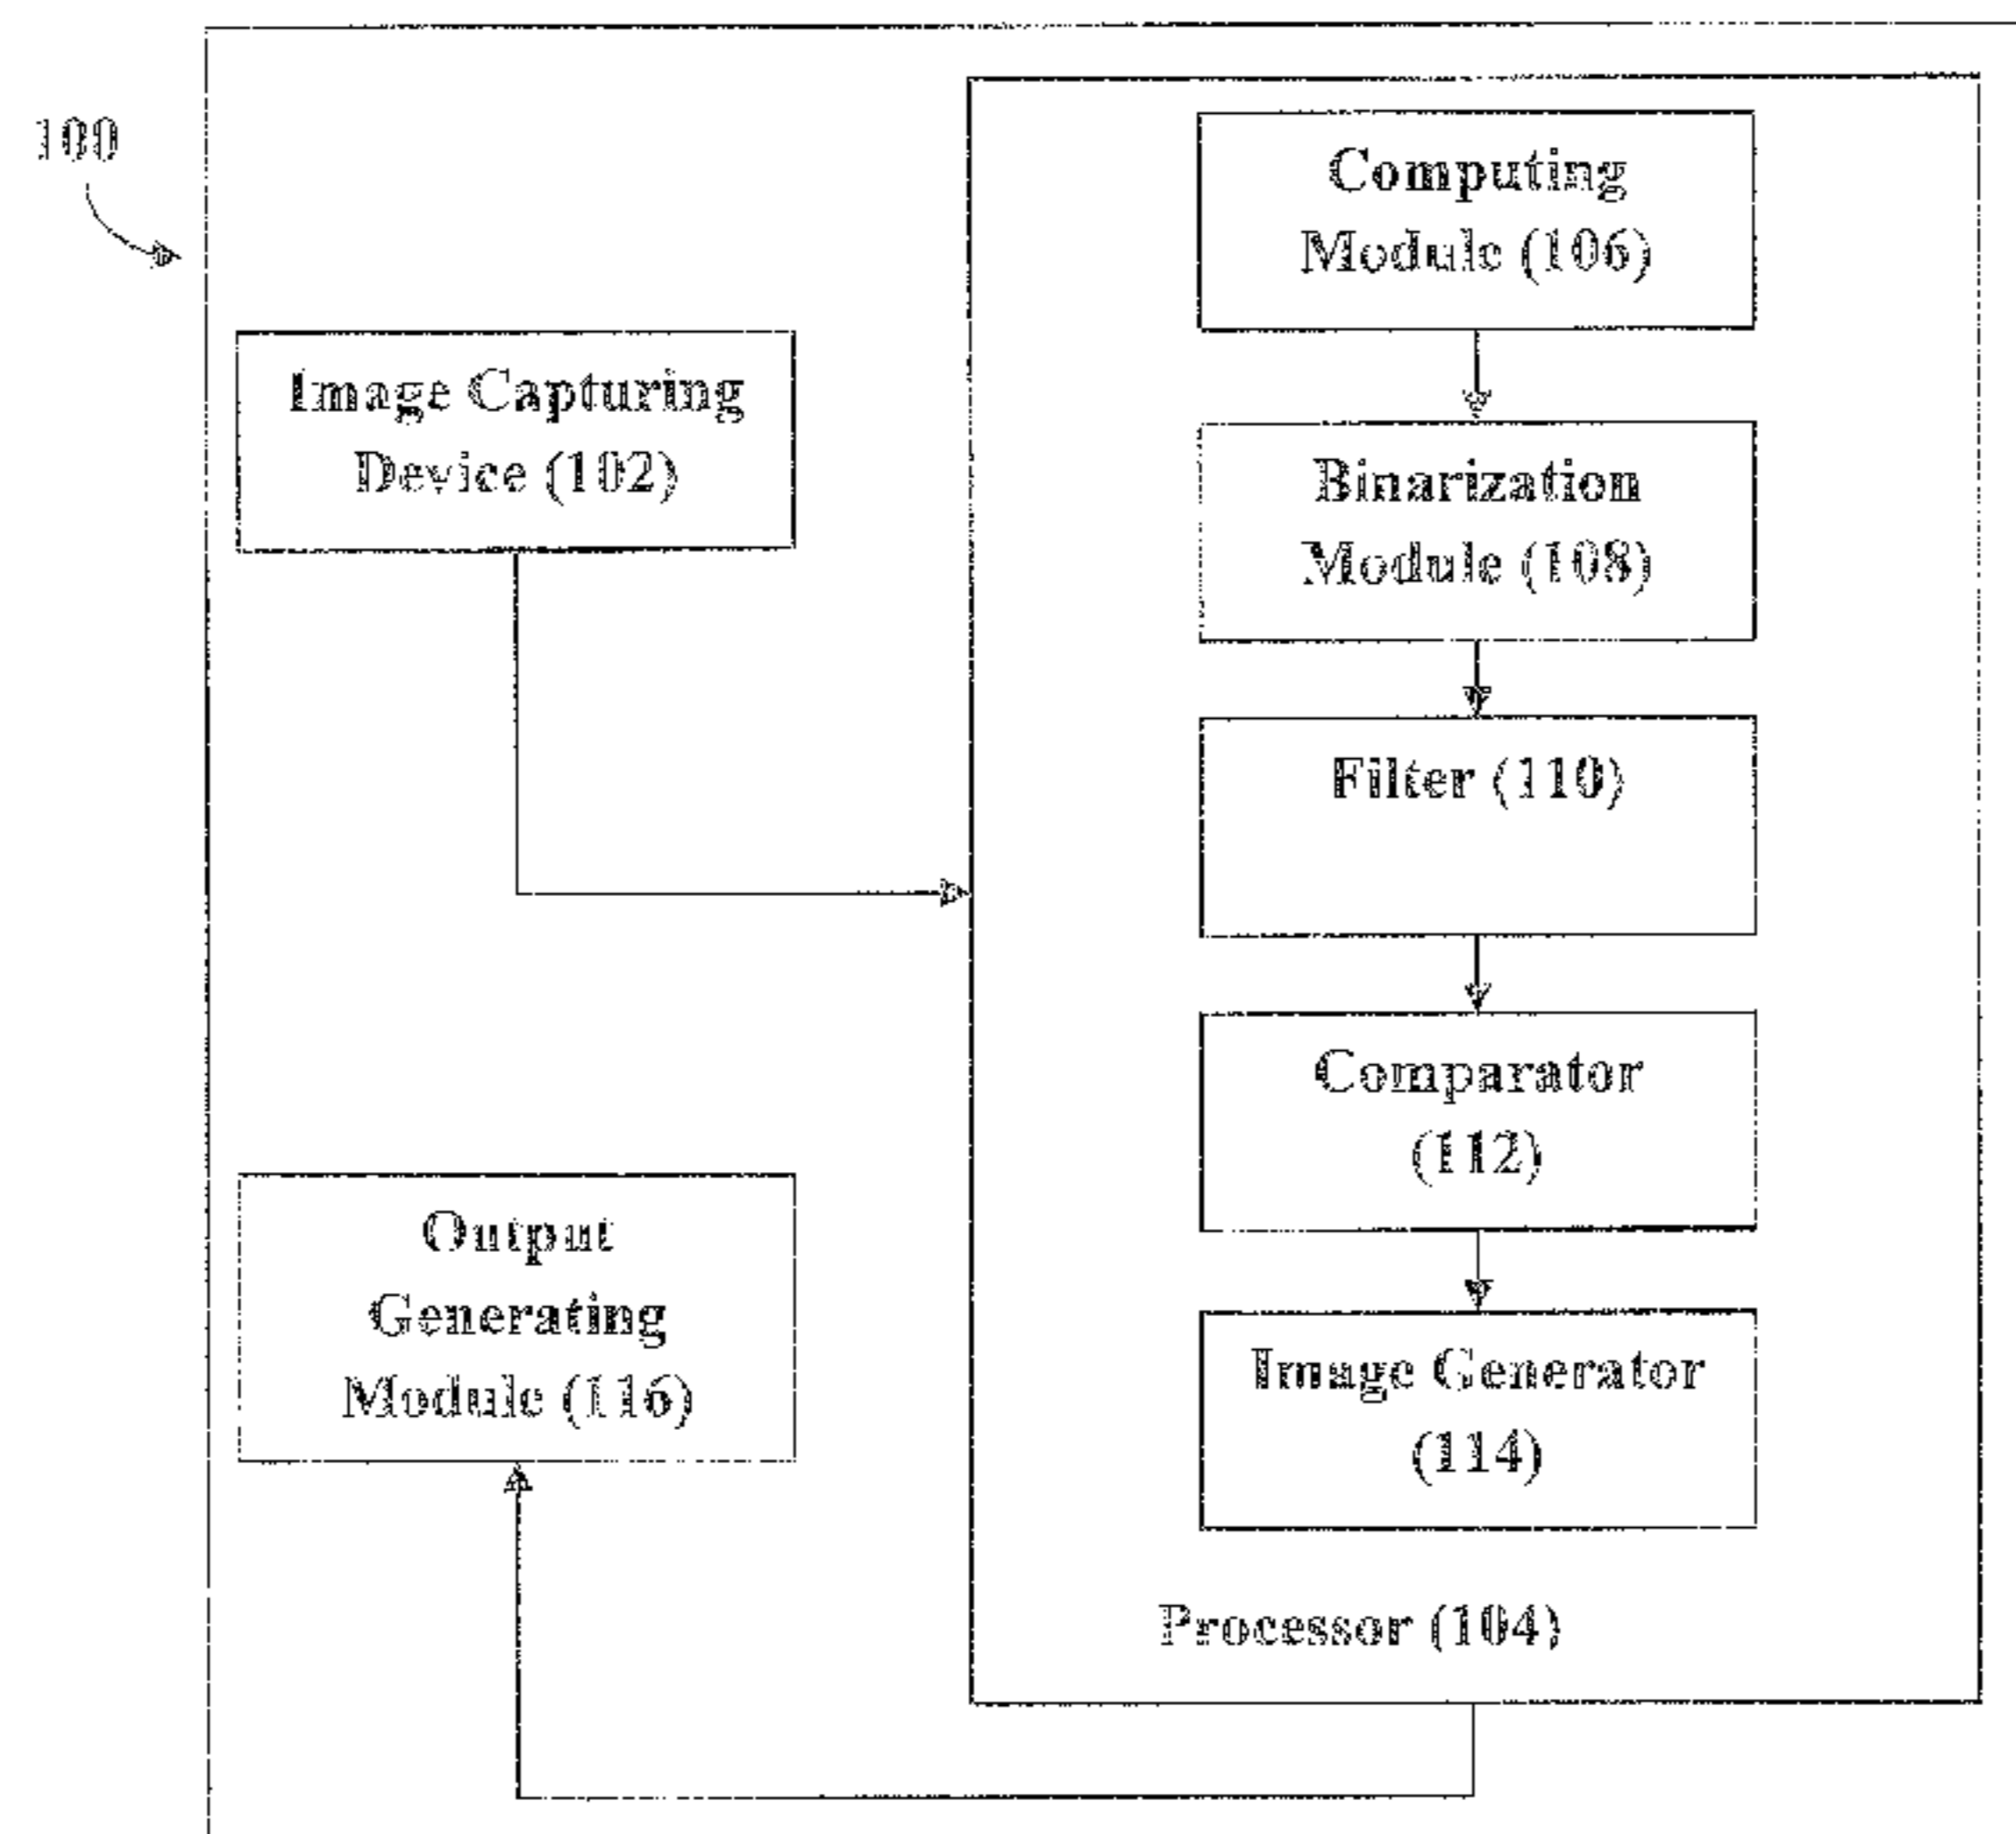 100
Image Capturing
Device (102)
Output
Generating
Module (116)
Computing
Module (106)
Binarization
Module (108)
Filter (110)
Comparator
(112)
Image Generator
(114)
Processor (104)